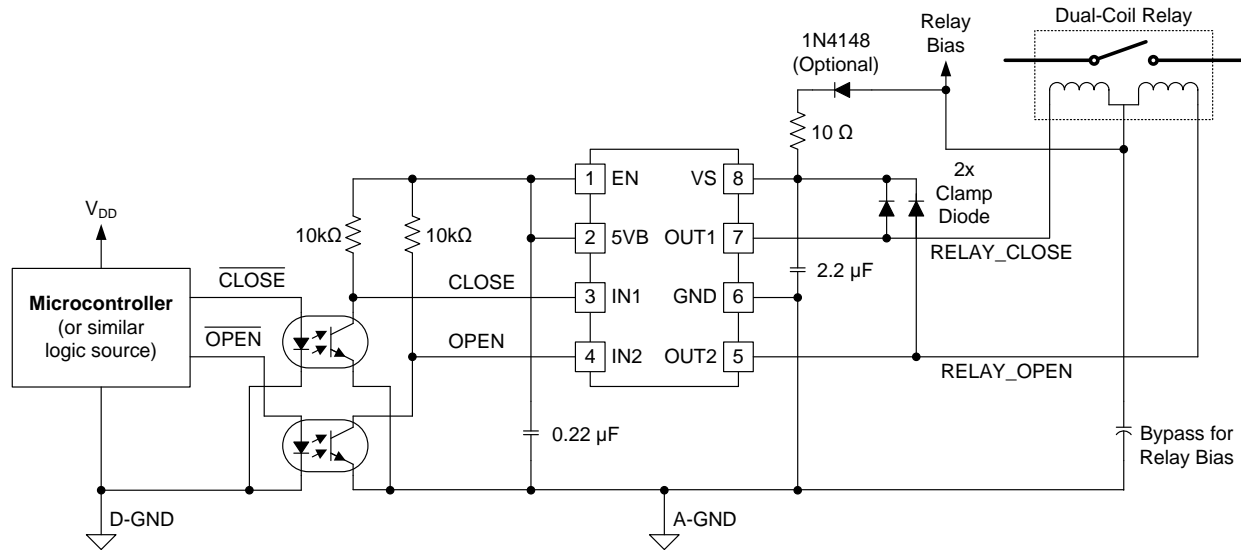 Dual-Coil Relay
Relay
Bias
1N4148
(Optional)
10 Ω
1
EN
VS
8
2x
Clamp
Diode
V_DD
10kΩ
10kΩ
2
5VB
OUT1
7
RELAY_CLOSE
CLOSE
CLOSE
2.2 µF
Microcontroller
(or similar
logic source)
3
IN1
GND
6
OPEN
OPEN
4
IN2
OUT2
5
RELAY_OPEN
0.22 µF
Bypass for
Relay Bias
D-GND
A-GND